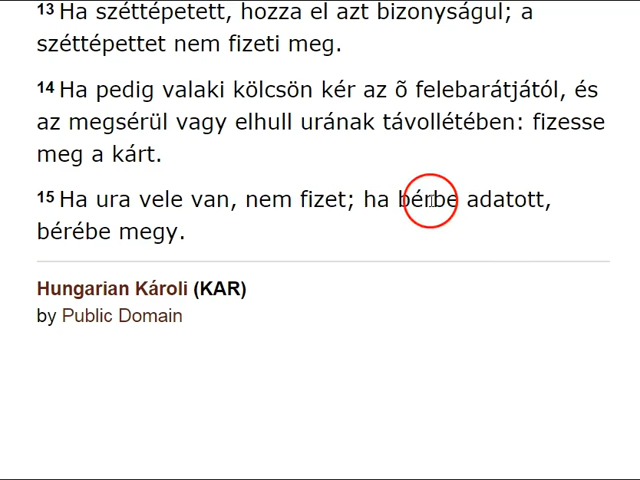 13 Ha széttépetett, hozza el azt bizonyságul; a
széttépettet nem fizeti meg.
14 Ha pedig valaki kölcsön kér az õ felebarátjától, és
az megsérül vagy elhull urának távollétében: fizesse
meg a kárt.
15 Ha ura vele van, nem fizet; ha bérbe adatott,
bérébe megy.
Hungarian Károli (KAR)
by Public Domain